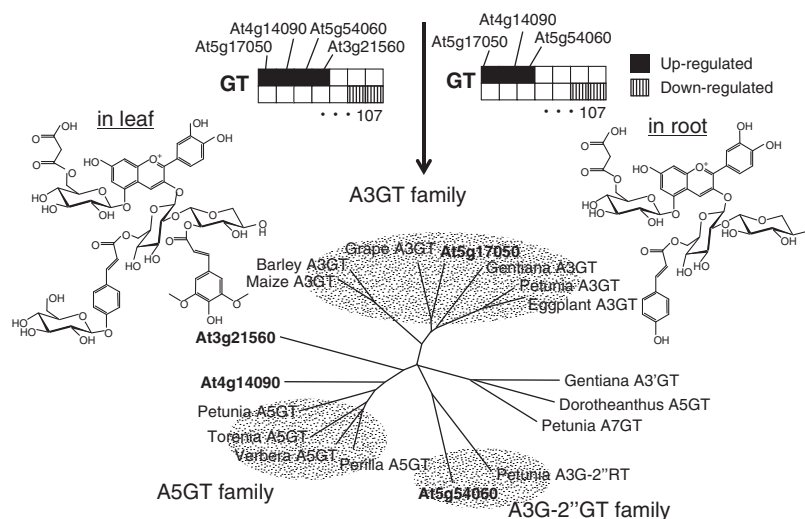 At4g14090
At5g17050 At5g54060
At3g21560
GT
· · · 107
At4g14090
At5g17050 At5g54060
GT
· · · 107
Up-regulated
Down-regulated
in leaf
in root
A3GT family
Grape A3GT At5g17050
Barley A3GT Gentiana A3GT
Maize A3GT Petunia A3GT
Eggplant A3GT
At3g21560
At4g14090
Petunia A5GT
Torenia A5GT
Verbera A5GT
Perilla A5GT
A5GT family
Gentiana A3'GT
Dorotheanthus A5GT
Petunia A7GT
Petunia A3G-2''RT
At5g54060
A3G-2''GT family